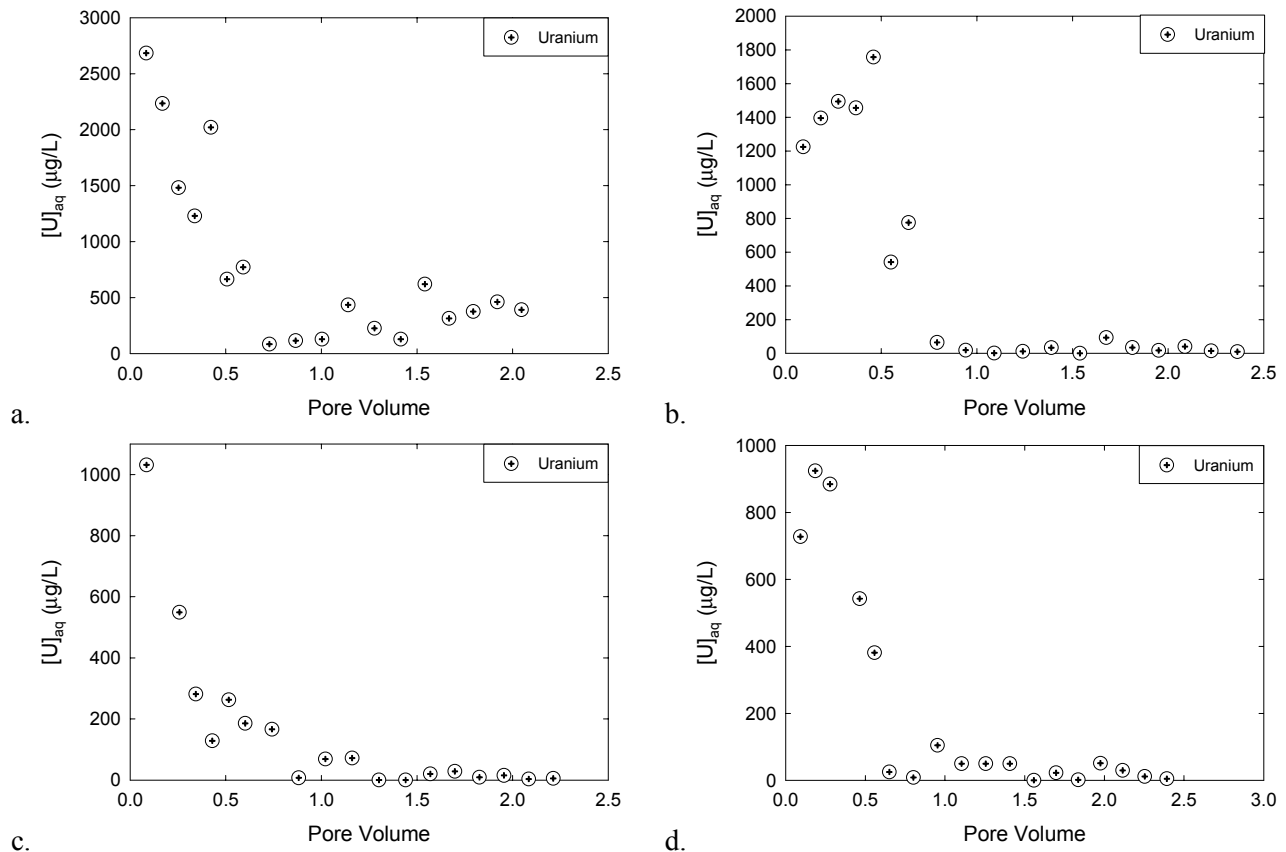 3000
2500
2000
1500
1000
500
0
[U]aq (µg/L)
Uranium
0.0 0.5 1.0 1.5 2.0 2.5
Pore Volume
a.
2000
1800
1600
1400
1200
1000
800
600
400
200
0
[U]aq (µg/L)
Uranium
0.0 0.5 1.0 1.5 2.0 2.5
Pore Volume
b.
1000
800
600
400
200
0
[U]aq (µg/L)
Uranium
0.0 0.5 1.0 1.5 2.0 2.5
Pore Volume
c.
1000
800
600
400
200
0
[U]aq (µg/L)
Uranium
0.0 0.5 1.0 1.5 2.0 2.5 3.0
Pore Volume
d.